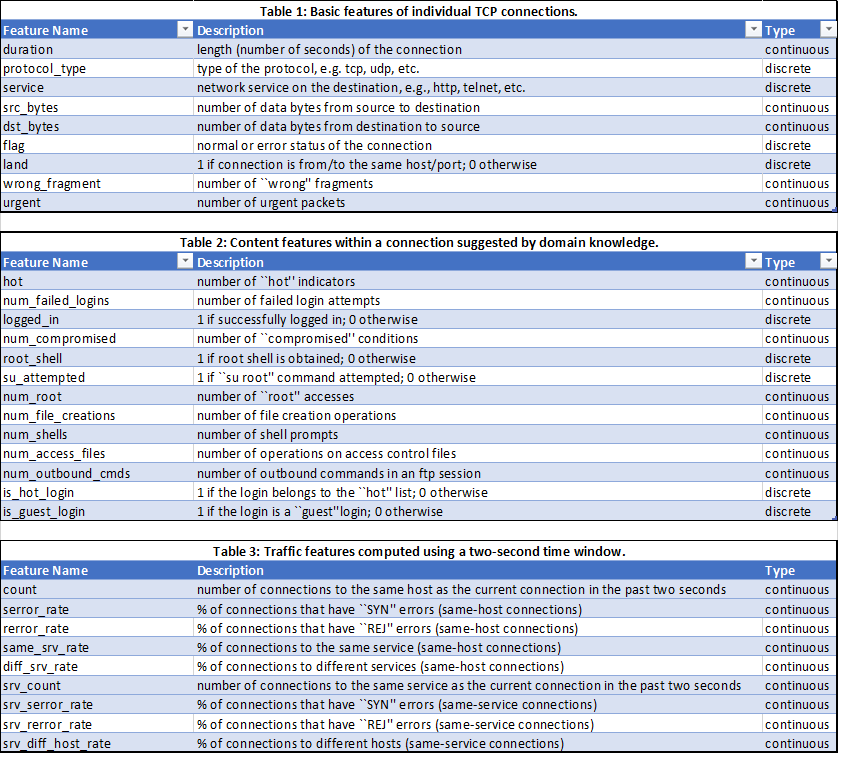 Table 1: Basic features of individual TCP connections.
Feature Name Description Type
duration length (number of seconds) of the connection continuous
protocol_type type of the protocol, e.g. tcp, udp, etc. discrete
service network service on the destination, e.g., http, telnet, etc. discrete
src_bytes number of data bytes from source to destination continuous
dst_bytes number of data bytes from destination to source continuous
flag normal or error status of the connection discrete
land 1 if connection is from/to the same host/port; 0 otherwise discrete
wrong_fragment number of ``wrong'' fragments continuous
urgent number of urgent packets continuous
Table 2: Content features within a connection suggested by domain knowledge.
Feature Name Description Type
hot number of ``hot'' indicators continuous
num_failed_logins number of failed login attempts continuous
logged_in 1 if successfully logged in; 0 otherwise discrete
num_compromised number of ``compromised'' conditions continuous
root_shell 1 if root shell is obtained; 0 otherwise discrete
su_attempted 1 if ``su root'' command attempted; 0 otherwise discrete
num_root number of ``root'' accesses continuous
num_file_creations number of file creation operations continuous
num_shells number of shell prompts continuous
num_access_files number of operations on access control files continuous
num_outbound_cmds number of outbound commands in an ftp session continuous
is_hot_login 1 if the login belongs to the ``hot'' list; 0 otherwise discrete
is_guest_login 1 if the login is a ``guest''login; 0 otherwise discrete
Table 3: Traffic features computed using a two-second time window.
Feature Name Description Type
count number of connections to the same host as the current connection in the past two seconds continuous
serror_rate % of connections that have ``SYN'' errors (same-host connections) continuous
rerror_rate % of connections that have ``REJ'' errors (same-host connections) continuous
same_srv_rate % of connections to the same service (same-host connections) continuous
diff_srv_rate % of connections to different services (same-host connections) continuous
srv_count number of connections to the same service as the current connection in the past two seconds continuous
srv_serror_rate % of connections that have ``SYN'' errors (same-service connections) continuous
srv_rerror_rate % of connections that have ``REJ'' errors (same-service connections) continuous
srv_diff_host_rate % of connections to different hosts (same-service connections) continuous